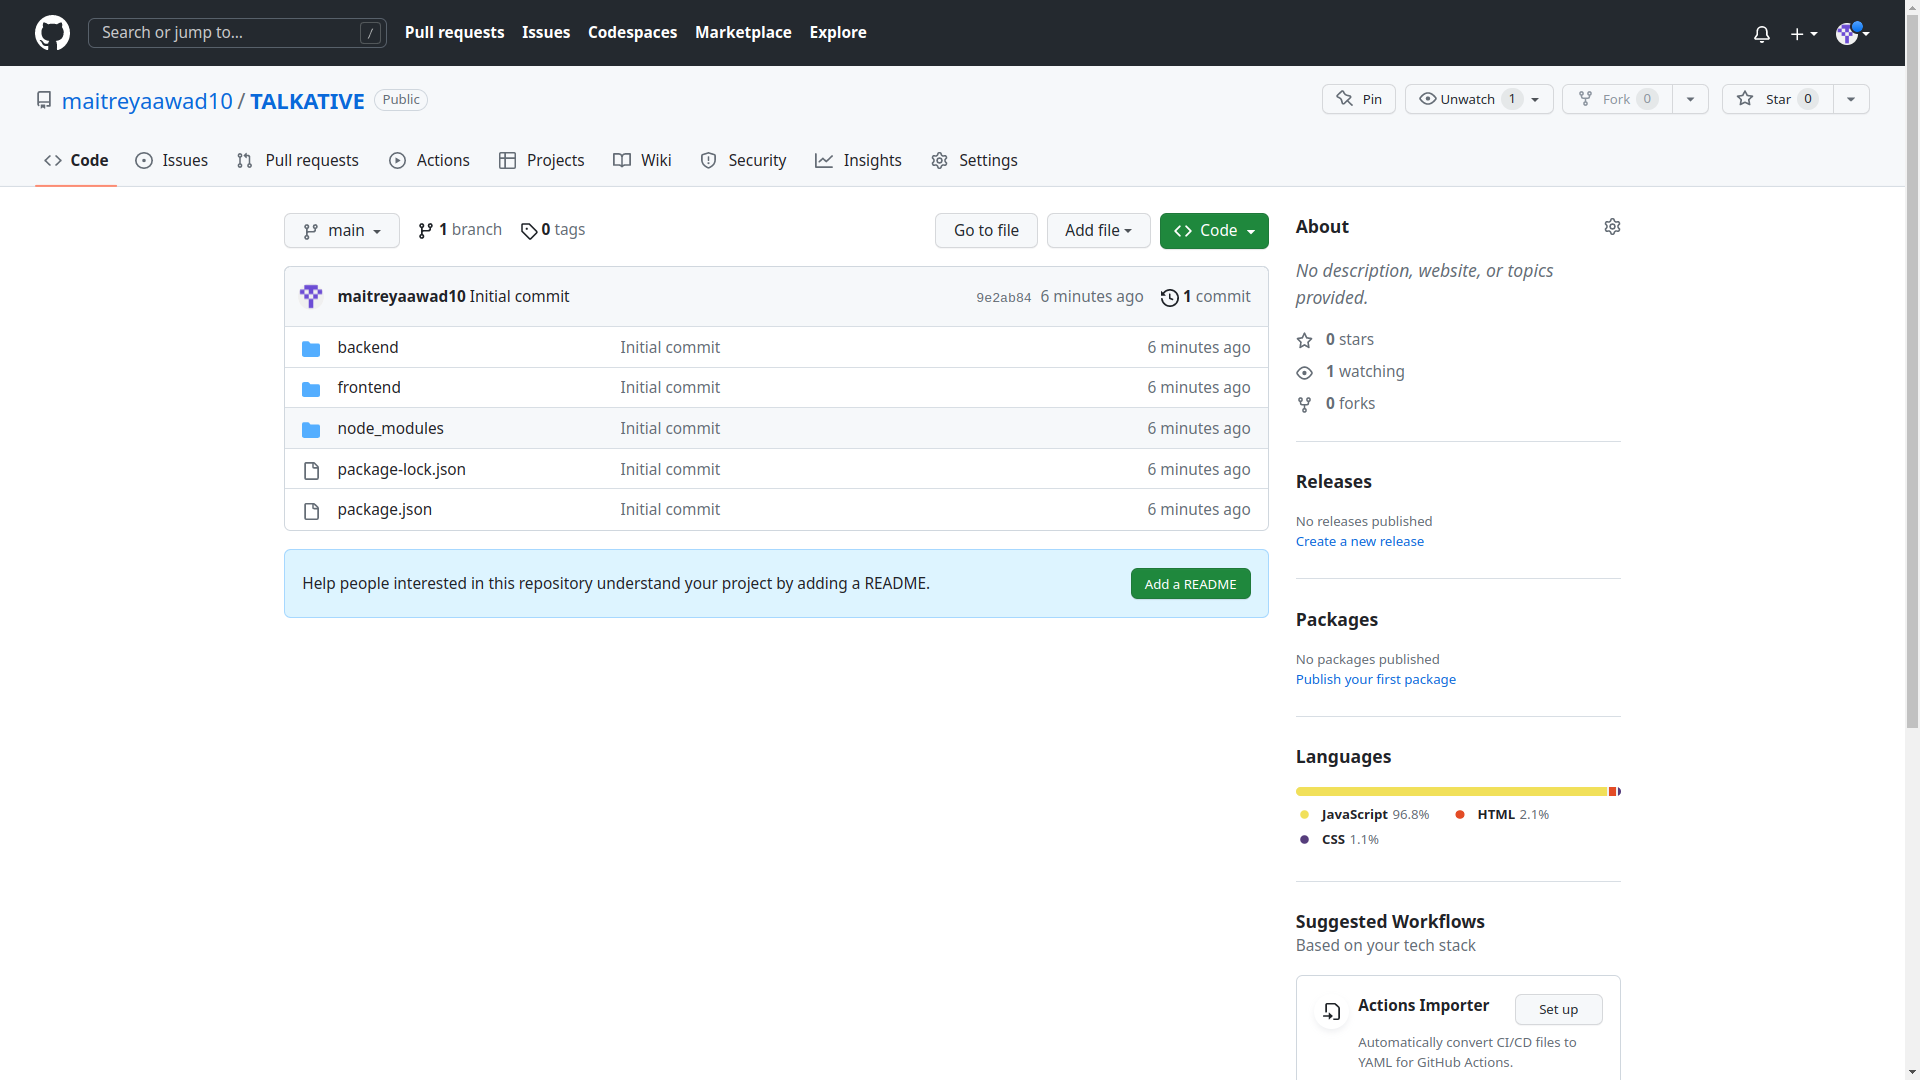 Search or jump to... /
Pull requests Issues Codespaces Marketplace Explore
maitreyaawad10 / TALKATIVE Public
Pin
Unwatch 1
Fork 0
Star 0
Code
Issues
Pull requests
Actions
Projects
Wiki
Security
Insights
Settings
main
1 branch
0 tags
Go to file
Add file
Code
maitreyaawad10 Initial commit 9e2ab84 6 minutes ago 1 commit
backend Initial commit 6 minutes ago
frontend Initial commit 6 minutes ago
node_modules Initial commit 6 minutes ago
package-lock.json Initial commit 6 minutes ago
package.json Initial commit 6 minutes ago
Help people interested in this repository understand your project by adding a README. Add a README
About
No description, website, or topics
provided.
0 stars
1 watching
0 forks
Releases
No releases published
Create a new release
Packages
No packages published
Publish your first package
Languages
JavaScript 96.8% HTML 2.1%
CSS 1.1%
Suggested Workflows
Based on your tech stack
Actions Importer Set up
Automatically convert CI/CD files to
YAML for GitHub Actions.